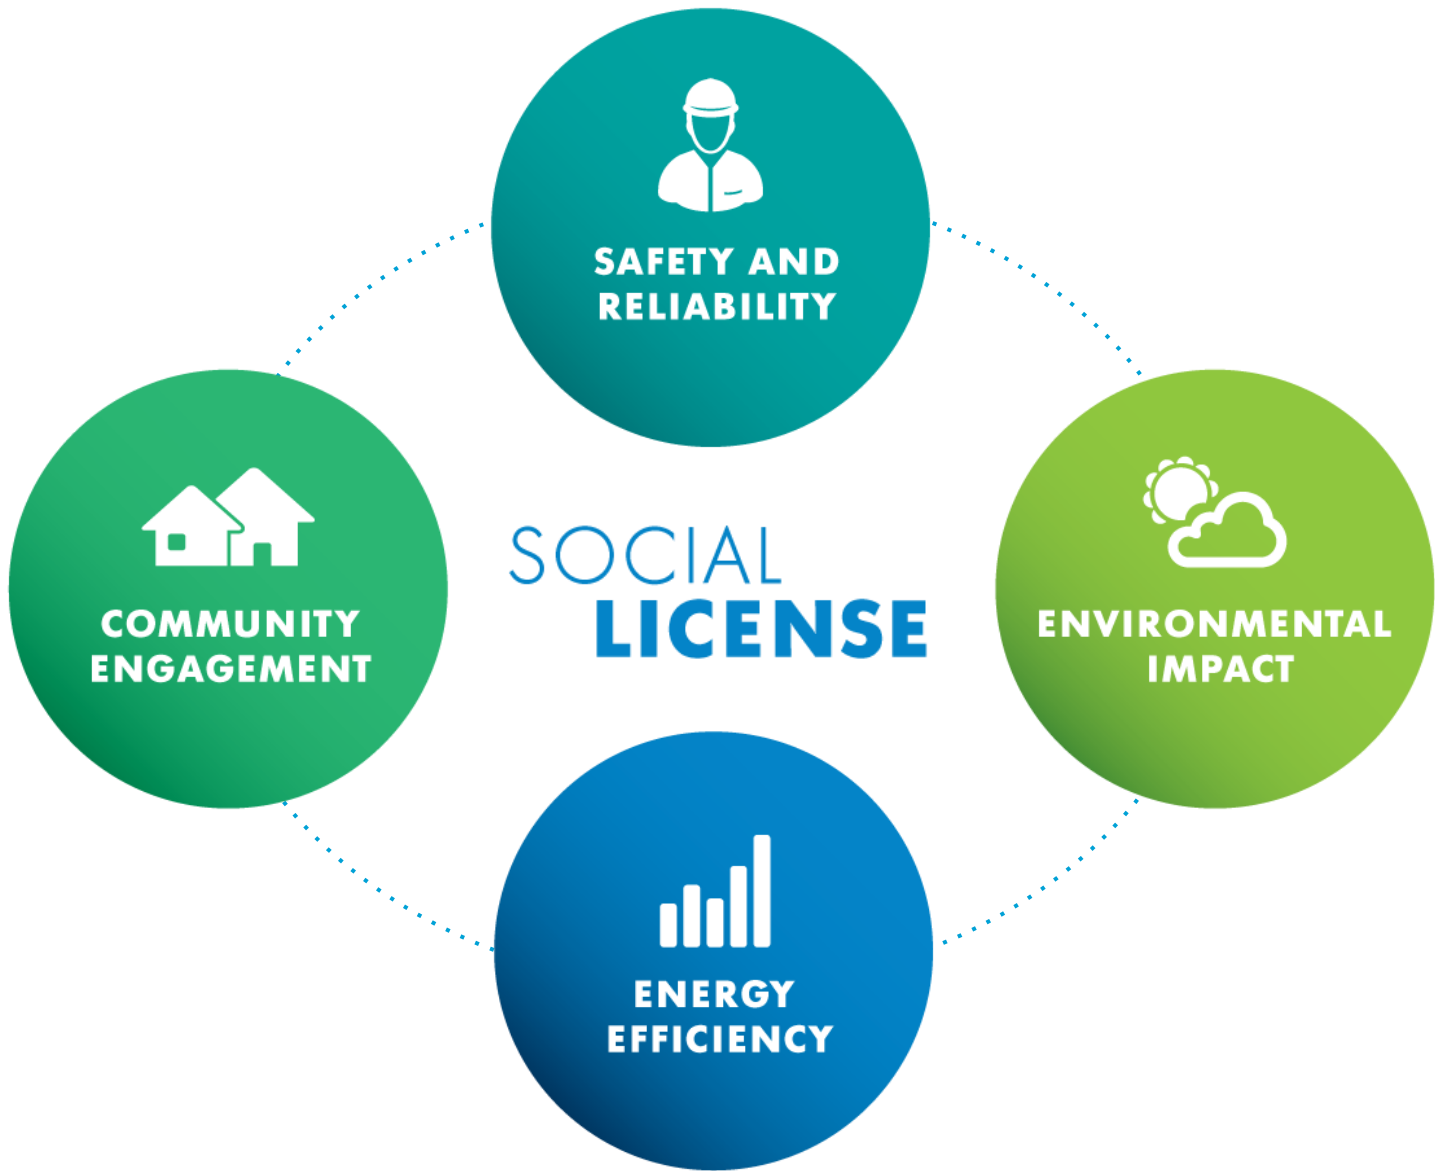 SAFETY AND
RELIABILITY
COMMUNITY
ENGAGEMENT
SOCIAL
LICENSE
ENVIRONMENTAL
IMPACT
ENERGY
EFFICIENCY